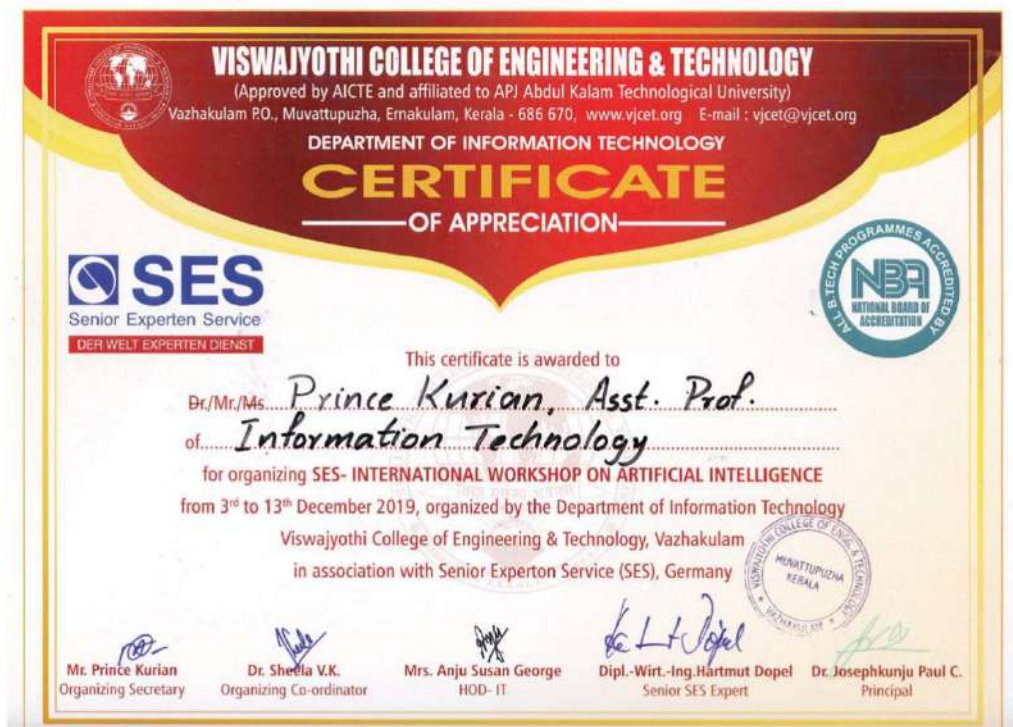 VISWAJYOTHI COLLEGE OF ENGINEERING & TECHNOLOGY
(Approved by AICTE and affiliated to APJ Abdul Kalam Technological University)
Vazhakulam P.O., Muvattupuzha, Ernakulam, Kerala - 686 670, www.vjcet.org E-mail : vjcet@vjcet.org
DEPARTMENT OF INFORMATION TECHNOLOGY
CERTIFICATE
OF APPRECIATION
SES
Senior Experten Service
DER WELT EXPERTEN DIENST
ALL B.TECH PROGRAMMES ACCREDITED BY
NBA
NATIONAL BOARD OF
ACCREDITATION
This certificate is awarded to
Dr./Mr./Ms. Prince Kurian, Asst. Prof.
of Information Technology
for organizing SES- INTERNATIONAL WORKSHOP ON ARTIFICIAL INTELLIGENCE
from 3rd to 13th December 2019, organized by the Department of Information Technology
Viswajyothi College of Engineering & Technology, Vazhakulam
in association with Senior Experton Service (SES), Germany
VISWAJYOTHI COLLEGE OF ENGG. & TECHNOLOGY
MUVATTUPUZHA
KERALA
VAZHAKULAM
Mr. Prince Kurian
Organizing Secretary
Dr. Sheela V.K.
Organizing Co-ordinator
Mrs. Anju Susan George
HOD- IT
Dipl.-Wirt.-Ing.Hartmut Dopel
Senior SES Expert
Dr. Josephkunju Paul C.
Principal